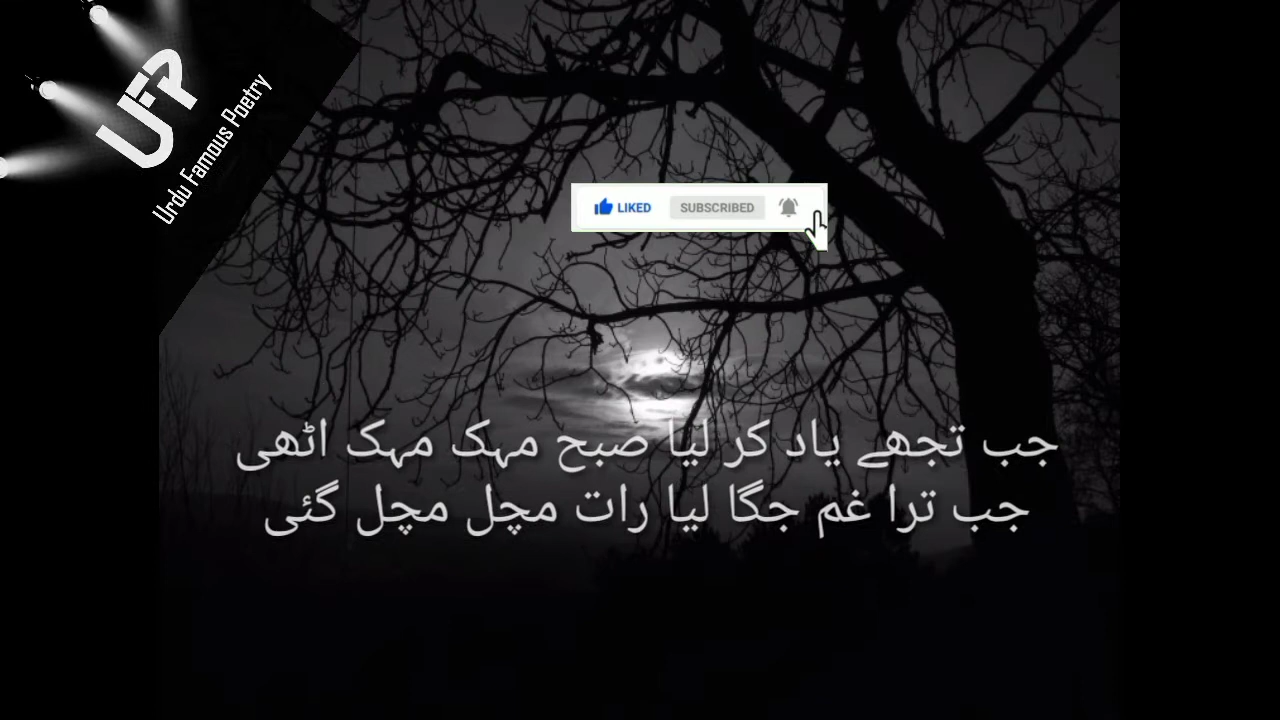 UFP
Urdu Famous Poetry
LIKED SUBSCRIBED
جب تجھے یاد کر لیا صبح مہک مہک اٹھی
جب ترا غم جگا لیا رات مچل مچل گئی